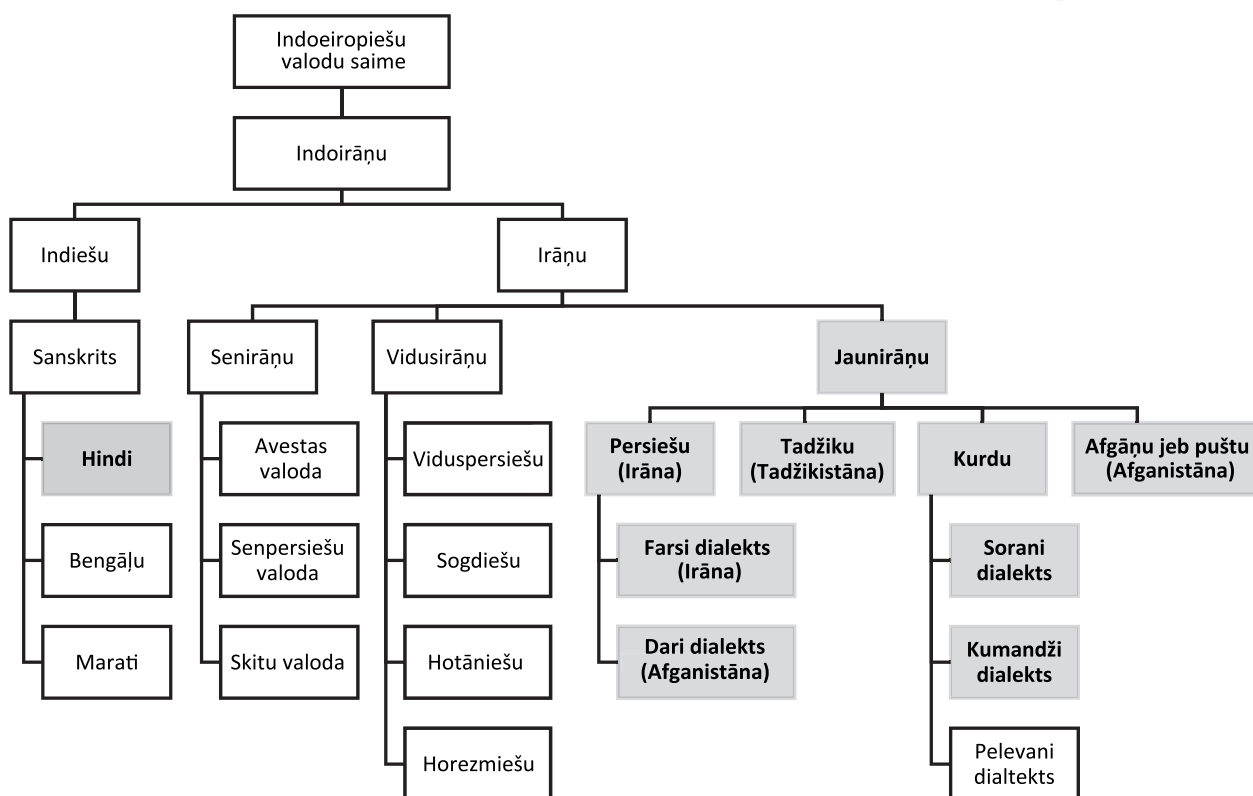 Indoeiropiešu
valodu saime
Indoirāņu
Indiešu
Irāņu
Sanskrits
Senirāņu
Vidusirāņu
Jaunirāņu
Hindi
Avestas
valoda
Viduspersiešu
Persiešu
(Irāna)
Tadžiku
(Tadžikistāna)
Kurdu
Afgāņu jeb puštu
(Afganistāna)
Bengāļu
Senpersiešu
valoda
Sogdiešu
Farsi dialekts
(Irāna)
Sorani
dialekts
Marati
Skitu valoda
Hotāniešu
Dari dialekts
(Afganistāna)
Kumandži
dialekts
Horezmiešu
Pelevani
dialtekts